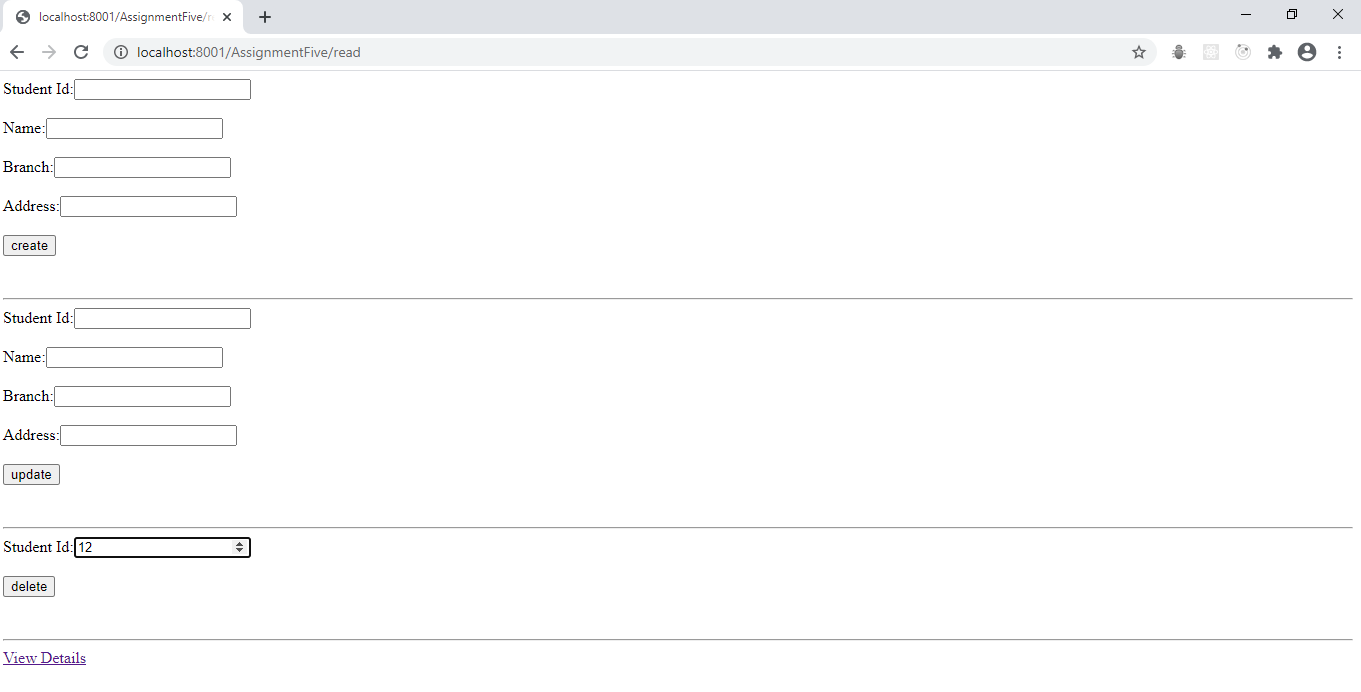 localhost:8001/AssignmentFive/r
localhost:8001/AssignmentFive/read
Student Id:
Name:
Branch:
Address:
create
Student Id:
Name:
Branch:
Address:
update
Student Id: 12
delete
View Details